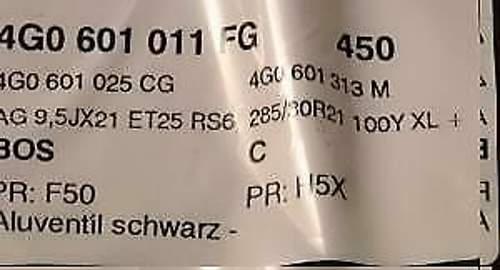 4G0 601 011 FG 450
4G0 601 025 CG 4G0 601 313 M
AG 9,5JX21 ET25 RS6 285/30R21 100Y XL +
BOS C
PR: F50 PR: H5X
Aluventil schwarz -